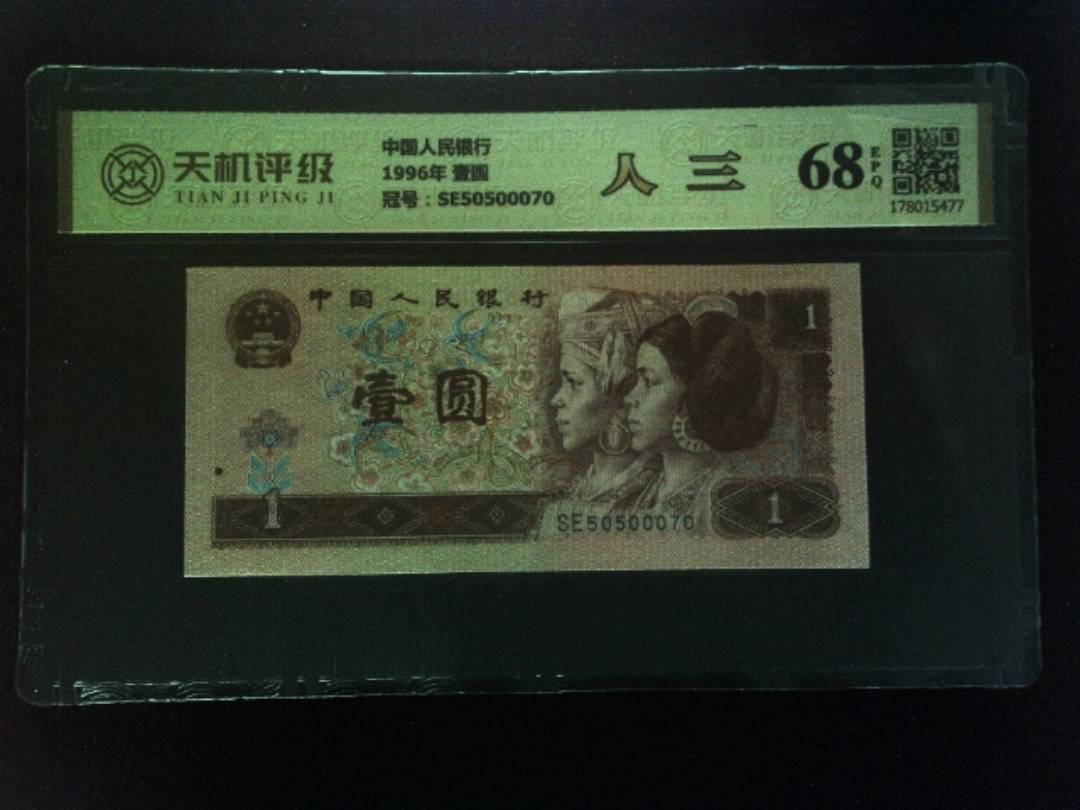 天机评级
TIAN JI PING JI
中国人民银行
1996年 壹圆
冠号：SE50500070
人三
68
EPQ
178015477
中国人民银行
1
壹圆
1
SE50500070
1